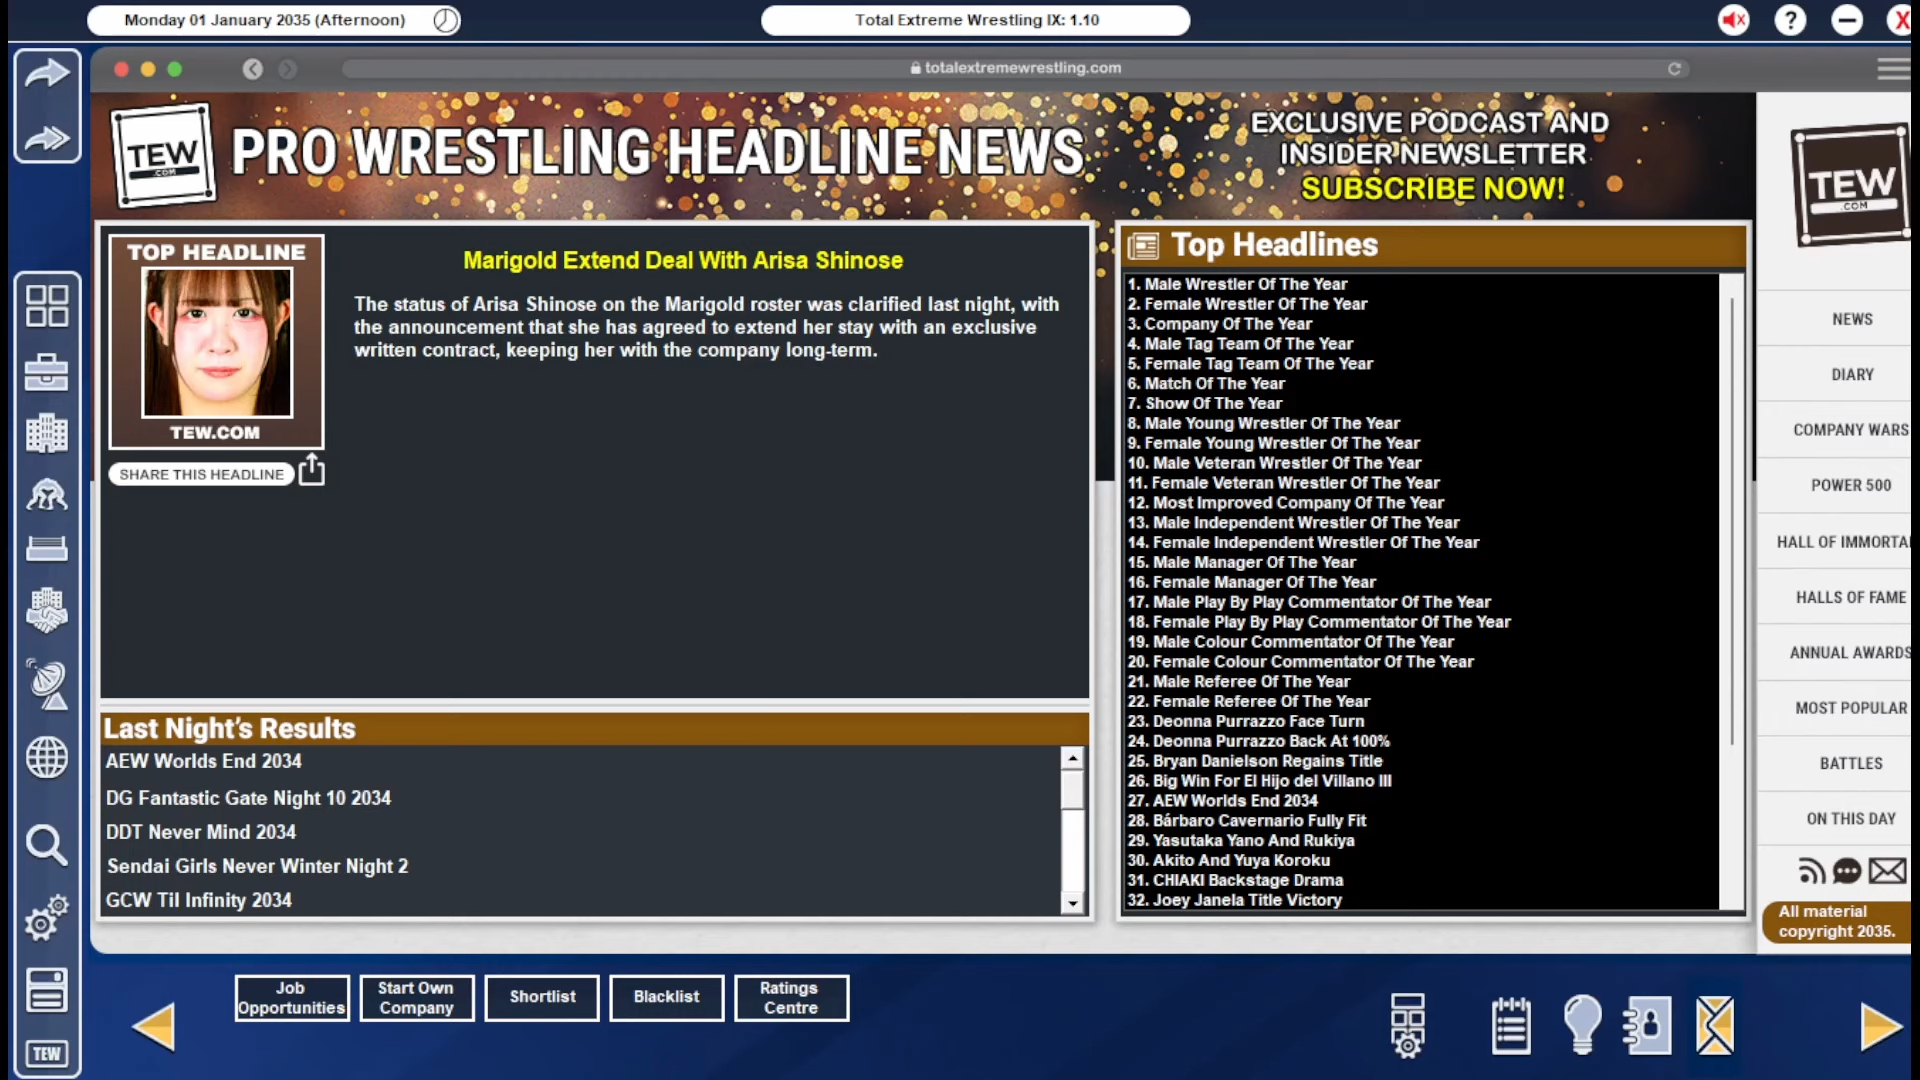 Monday 01 January 2035 (Afternoon)
Total Extreme Wrestling IX: 1.10
?
X
totalextremewrestling.com
TEW
.COM
PRO WRESTLING HEADLINE NEWS
EXCLUSIVE PODCAST AND
INSIDER NEWSLETTER
SUBSCRIBE NOW!
TEW
.COM
TOP HEADLINE
TEW.COM
SHARE THIS HEADLINE
Marigold Extend Deal With Arisa Shinose
The status of Arisa Shinose on the Marigold roster was clarified last night, with
the announcement that she has agreed to extend her stay with an exclusive
written contract, keeping her with the company long-term.
Last Night's Results
AEW Worlds End 2034
DG Fantastic Gate Night 10 2034
DDT Never Mind 2034
Sendai Girls Never Winter Night 2
GCW Til Infinity 2034
Top Headlines
1. Male Wrestler Of The Year
2. Female Wrestler Of The Year
3. Company Of The Year
4. Male Tag Team Of The Year
5. Female Tag Team Of The Year
6. Match Of The Year
7. Show Of The Year
8. Male Young Wrestler Of The Year
9. Female Young Wrestler Of The Year
10. Male Veteran Wrestler Of The Year
11. Female Veteran Wrestler Of The Year
12. Most Improved Company Of The Year
13. Male Independent Wrestler Of The Year
14. Female Independent Wrestler Of The Year
15. Male Manager Of The Year
16. Female Manager Of The Year
17. Male Play By Play Commentator Of The Year
18. Female Play By Play Commentator Of The Year
19. Male Colour Commentator Of The Year
20. Female Colour Commentator Of The Year
21. Male Referee Of The Year
22. Female Referee Of The Year
23. Deonna Purrazzo Face Turn
24. Deonna Purrazzo Back At 100%
25. Bryan Danielson Regains Title
26. Big Win For El Hijo del Villano III
27. AEW Worlds End 2034
28. Bárbaro Cavernario Fully Fit
29. Yasutaka Yano And Rukiya
30. Akito And Yuya Koroku
31. CHIAKI Backstage Drama
32. Joey Janela Title Victory
NEWS
DIARY
COMPANY WARS
POWER 500
HALL OF IMMORTA
HALLS OF FAME
ANNUAL AWARDS
MOST POPULAR
BATTLES
ON THIS DAY
All material
copyright 2035.
Job
Opportunities
Start Own
Company
Shortlist
Blacklist
Ratings
Centre
TEW